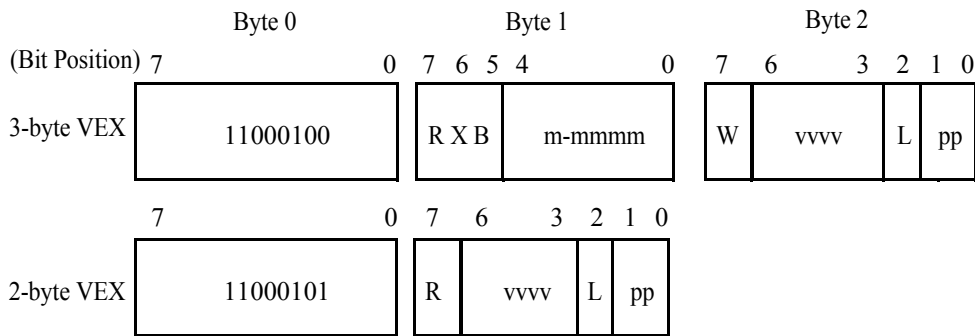 Byte 0 Byte 1 Byte 2
(Bit Position) 7 0 7 6 5 4 0 7 6 3 2 1 0
3-byte VEX 11000100 R X B m-mmmm W vvvv L pp
7 0 7 6 3 2 1 0
2-byte VEX 11000101 R vvvv L pp